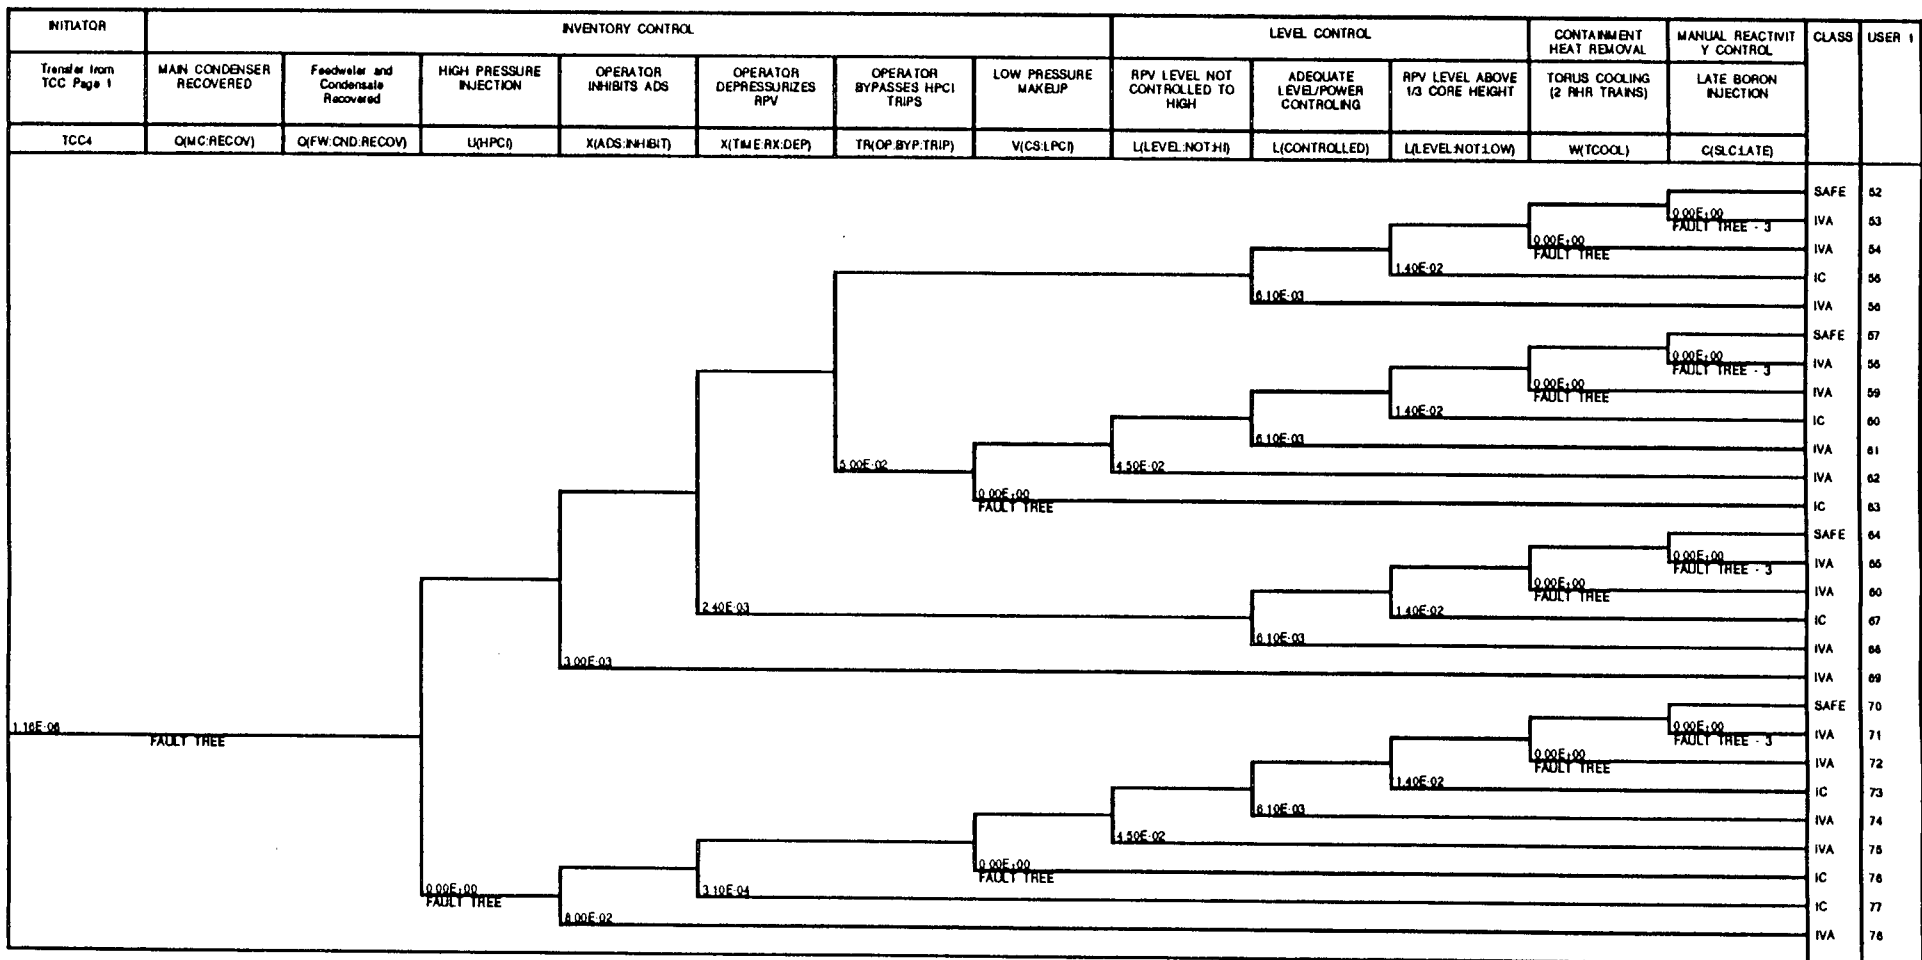 INITIATOR
INVENTORY CONTROL
LEVEL CONTROL
CONTAINMENT
HEAT REMOVAL
MANUAL REACTIVIT
Y CONTROL
CLASS
USER 1
Transfer from
TCC Page 1
MAIN CONDENSER
RECOVERED
Feedwater and
Condensate
Recovered
HIGH PRESSURE
INJECTION
OPERATOR
INHIBITS ADS
OPERATOR
DEPRESSURIZES
RPV
OPERATOR
BYPASSES HPCI
TRIPS
LOW PRESSURE
MAKEUP
RPV LEVEL NOT
CONTROLLED TO
HIGH
ADEQUATE
LEVEL/POWER
CONTROLING
RPV LEVEL ABOVE
1/3 CORE HEIGHT
TORUS COOLING
(2 RHR TRAINS)
LATE BORON
INJECTION
TCC4
Q(MC:RECOV)
Q(FW:CND:RECOV)
U(HPCI)
X(ADS:INHIBIT)
X(TIME:RX:DEP)
TR(OP:BYP:TRIP)
V(CS:LPCI)
L(LEVEL:NOT:HI)
L(CONTROLLED)
L(LEVEL:NOT:LOW)
W(TCOOL)
C(SLC:LATE)
SAFE 52
0.00E+00
FAULT TREE - 3
IVA 53
0.00E+00
FAULT TREE
IVA 54
1.40E-02
IC 55
6.10E-03
IVA 56
SAFE 57
0.00E+00
FAULT TREE - 3
IVA 58
0.00E+00
FAULT TREE
IVA 59
1.40E-02
IC 60
6.10E-03
IVA 61
5.00E-02
4.50E-02
IVA 62
0.00E+00
FAULT TREE
IC 63
SAFE 64
0.00E+00
FAULT TREE - 3
IVA 65
0.00E+00
FAULT TREE
IVA 66
2.40E-03
1.40E-02
IC 67
6.10E-03
IVA 68
3.00E-03
IVA 69
SAFE 70
1.16E-06
FAULT TREE
0.00E+00
FAULT TREE - 3
IVA 71
0.00E+00
FAULT TREE
IVA 72
1.40E-02
IC 73
6.10E-03
IVA 74
4.50E-02
IVA 75
0.00E+00
FAULT TREE
IC 76
0.00E+00
FAULT TREE
3.10E-04
IC 77
8.00E-02
IVA 78